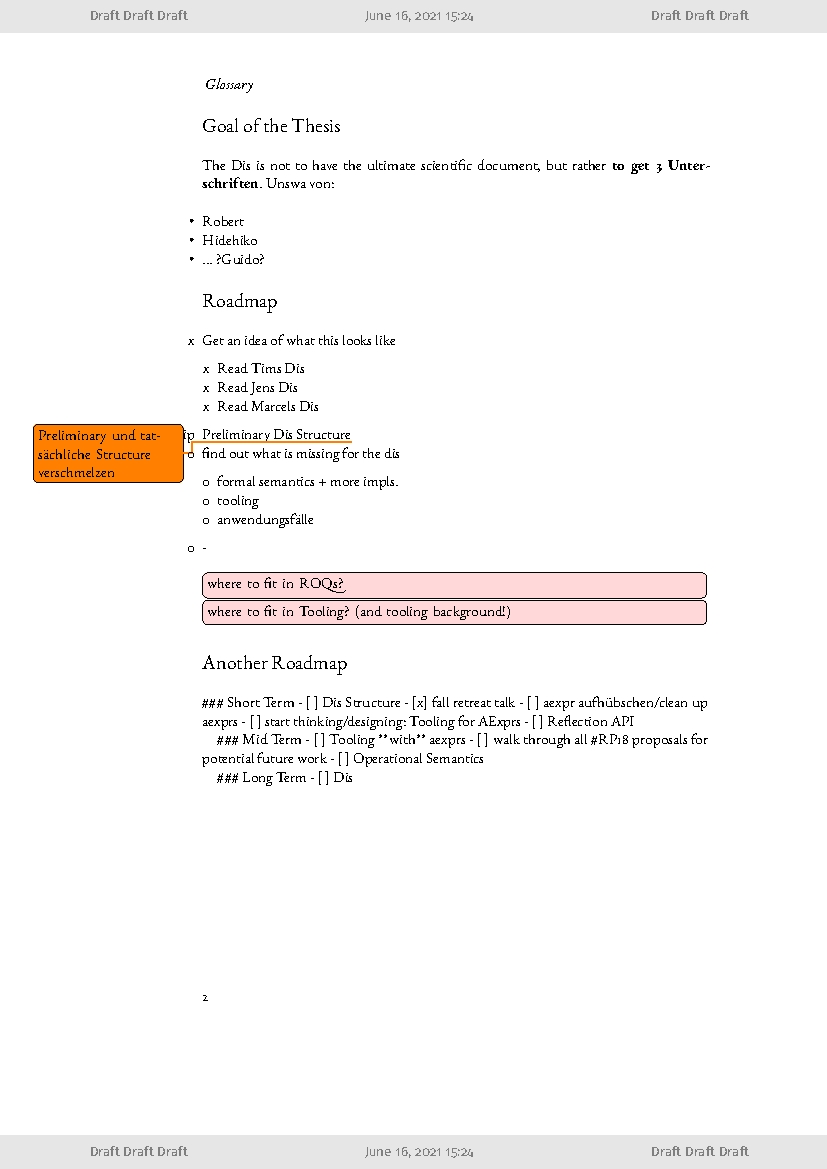 Draft Draft Draft June 16, 2021 15:24 Draft Draft Draft
Glossary
Goal of the Thesis
The Dis is not to have the ultimate scientific document, but rather to get 3 Unter-
schriften. Unswa von:
• Robert
• Hidehiko
• ... ?Guido?
Roadmap
x Get an idea of what this looks like
x Read Tims Dis
x Read Jens Dis
x Read Marcels Dis
ip Preliminary Dis Structure
Preliminary und tat-
sächliche Structure
verschmelzen
o find out what is missing for the dis
o formal semantics + more impls.
o tooling
o anwendungsfälle
o -
where to fit in ROQs?
where to fit in Tooling? (and tooling background!)
Another Roadmap
### Short Term - [ ] Dis Structure - [x] fall retreat talk - [ ] aexpr aufhübschen/clean up
aexprs - [ ] start thinking/designing: Tooling for AExprs - [ ] Reflection API
### Mid Term - [ ] Tooling **with** aexprs - [ ] walk through all #RP18 proposals for
potential future work - [ ] Operational Semantics
### Long Term - [ ] Dis
2
Draft Draft Draft June 16, 2021 15:24 Draft Draft Draft